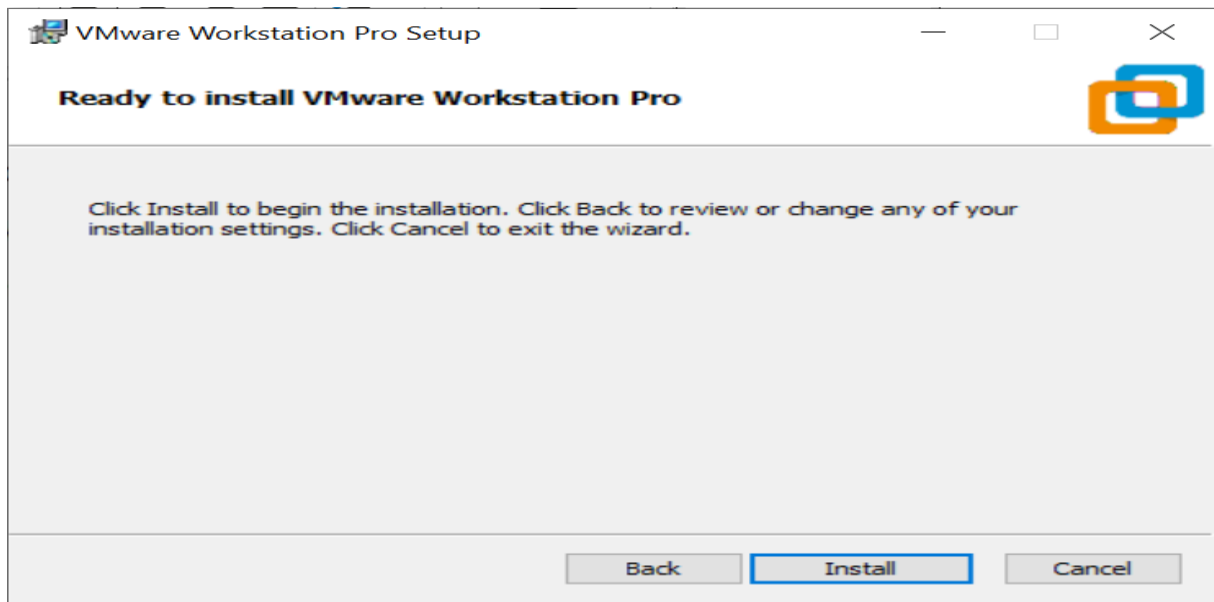 VMware Workstation Pro Setup
Ready to install VMware Workstation Pro
Click Install to begin the installation. Click Back to review or change any of your
installation settings. Click Cancel to exit the wizard.
Back Install Cancel